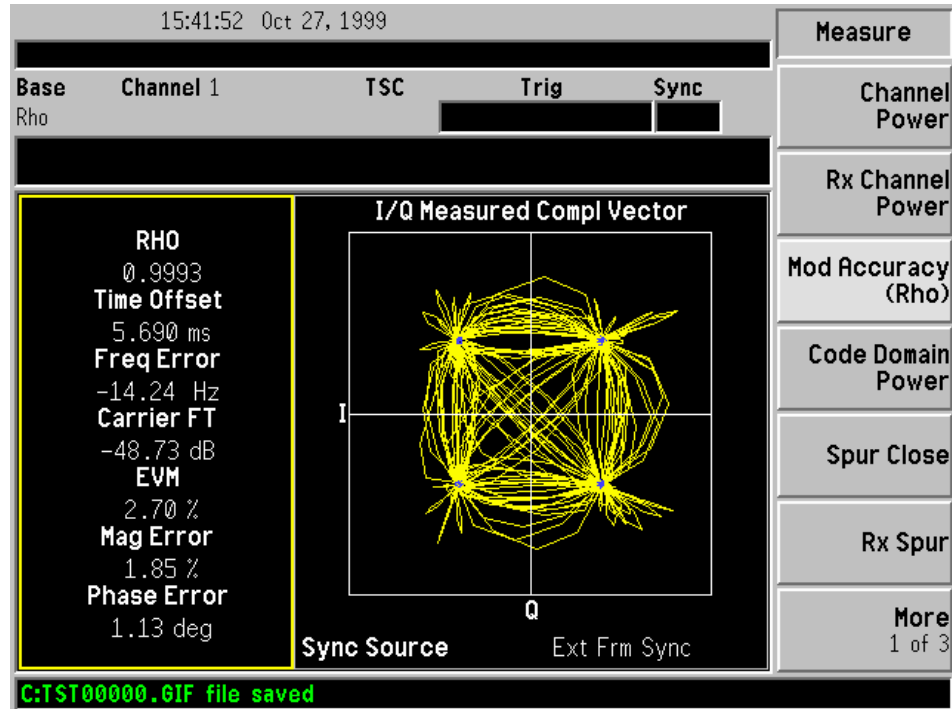 15:41:52 Oct 27, 1999
Measure
Base Channel 1 TSC Trig Sync
Rho
Channel
Power
Rx Channel
Power
Mod Accuracy
(Rho)
Code Domain
Power
Spur Close
Rx Spur
More
1 of 3
RHO
0.9993
Time Offset
5.690 ms
Freq Error
-14.24 Hz
Carrier FT
-48.73 dB
EVM
2.70 %
Mag Error
1.85 %
Phase Error
1.13 deg
I/Q Measured Compl Vector
I
Q
Sync Source Ext Frm Sync
C:TST00000.GIF file saved